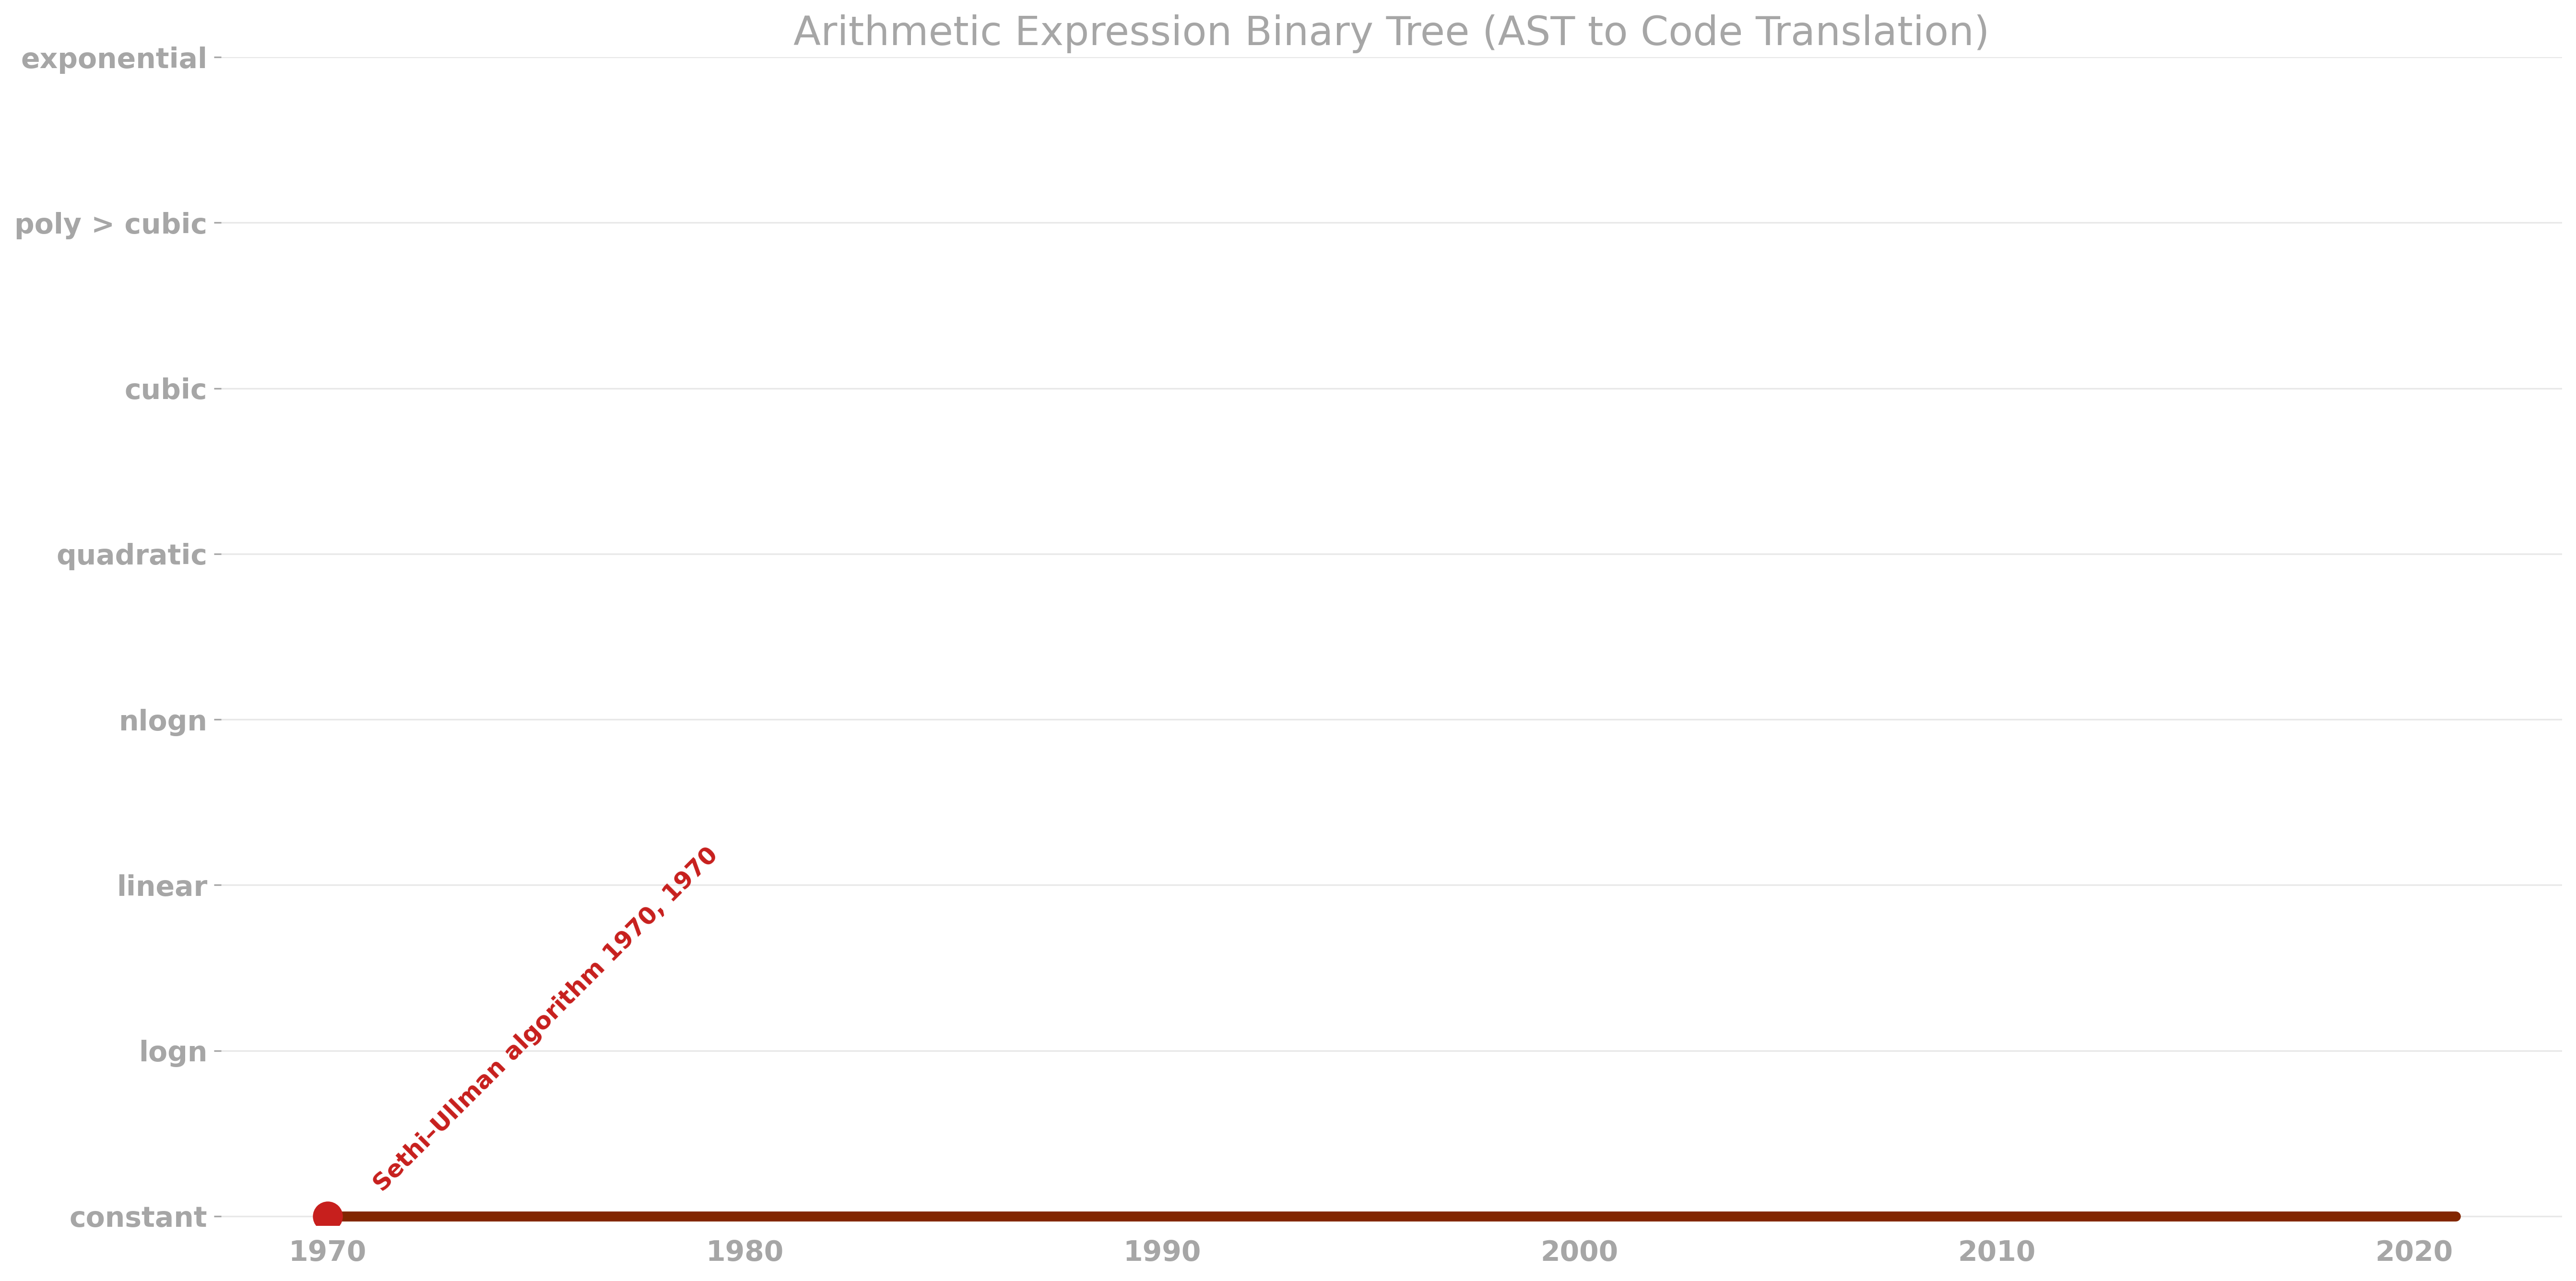 Arithmetic Expression Binary Tree (AST to Code Translation)
exponential
poly > cubic
cubic
quadratic
nlogn
linear
logn
constant
Sethi–Ullman algorithm 1970, 1970
1970 1980 1990 2000 2010 2020